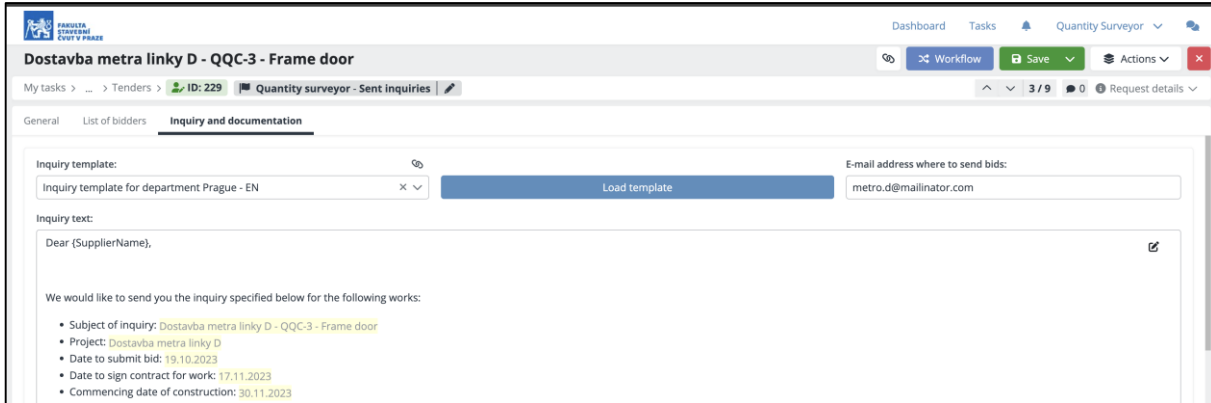 FAKULTA
STAVEBNÍ
ČVUT V PRAZE
Dashboard Tasks Quantity Surveyor
Dostavba metra linky D - QQC-3 - Frame door
Workflow Save Actions
My tasks > ... > Tenders > ID: 229 Quantity surveyor - Sent inquiries
3 / 9 0 Request details
General List of bidders Inquiry and documentation
Inquiry template: E-mail address where to send bids:
Inquiry template for department Prague - EN Load template metro.d@mailinator.com
Inquiry text:
Dear {SupplierName},
We would like to send you the inquiry specified below for the following works:
• Subject of inquiry: Dostavba metra linky D - QQC-3 - Frame door
• Project: Dostavba metra linky D
• Date to submit bid: 19.10.2023
• Date to sign contract for work: 17.11.2023
• Commencing date of construction: 30.11.2023